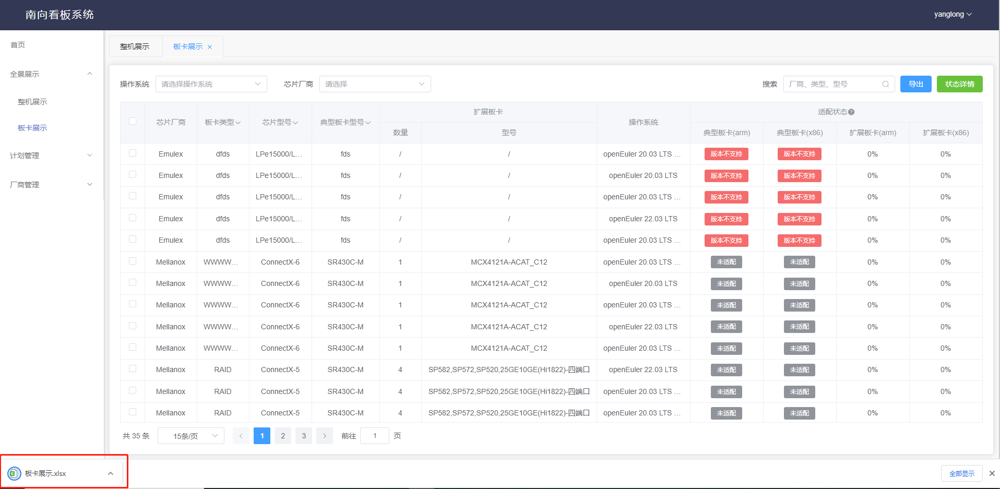 南向看板系统
yanglong
首页
全景展示
整机展示
板卡展示
计划管理
厂商管理
整机展示 板卡展示
操作系统 请选择操作系统 芯片厂商 请选择 搜索 厂商、类型、型号 导出 状态详情
芯片厂商 板卡类型 芯片型号 典型板卡型号 扩展板卡 操作系统 适配状态
数量 型号 典型板卡(arm) 典型板卡(x86) 扩展板卡(arm) 扩展板卡(x86)
Emulex dfds LPe15000/L... fds / / openEuler 20.03 LTS ... 版本不支持 版本不支持 0% 0%
Emulex dfds LPe15000/L... fds / / openEuler 20.03 LTS 版本不支持 版本不支持 0% 0%
Emulex dfds LPe15000/L... fds / / openEuler 20.03 LTS ... 版本不支持 版本不支持 0% 0%
Emulex dfds LPe15000/L... fds / / openEuler 22.03 LTS 版本不支持 版本不支持 0% 0%
Emulex dfds LPe15000/L... fds / / openEuler 20.03 LTS ... 版本不支持 版本不支持 0% 0%
Mellanox WWWW... ConnectX-6 SR430C-M 1 MCX4121A-ACAT_C12 openEuler 20.03 LTS ... 未适配 未适配 0% 0%
Mellanox WWWW... ConnectX-6 SR430C-M 1 MCX4121A-ACAT_C12 openEuler 20.03 LTS 未适配 未适配 0% 0%
Mellanox WWWW... ConnectX-6 SR430C-M 1 MCX4121A-ACAT_C12 openEuler 20.03 LTS ... 未适配 未适配 0% 0%
Mellanox WWWW... ConnectX-6 SR430C-M 1 MCX4121A-ACAT_C12 openEuler 22.03 LTS 未适配 未适配 0% 0%
Mellanox WWWW... ConnectX-6 SR430C-M 1 MCX4121A-ACAT_C12 openEuler 20.03 LTS ... 未适配 未适配 0% 0%
Mellanox RAID ConnectX-5 SR430C-M 4 SP582,SP572,SP520,25GE10GE(Hi1822)-四端口 openEuler 22.03 LTS 未适配 未适配 0% 0%
Mellanox RAID ConnectX-5 SR430C-M 4 SP582,SP572,SP520,25GE10GE(Hi1822)-四端口 openEuler 20.03 LTS ... 未适配 未适配 0% 0%
Mellanox RAID ConnectX-5 SR430C-M 4 SP582,SP572,SP520,25GE10GE(Hi1822)-四端口 openEuler 20.03 LTS ... 未适配 未适配 0% 0%
共 35 条 15条/页 1 2 3 前往 1 页
板卡展示.xlsx 全部显示